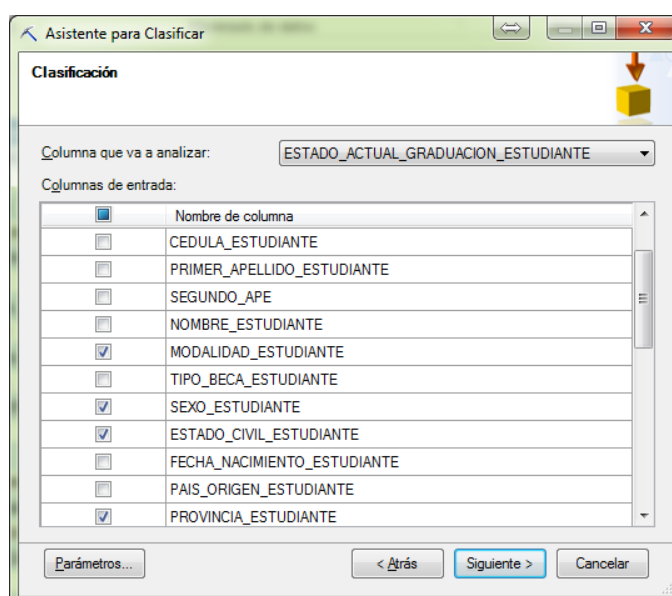 Asistente para Clasificar
Clasificación
Columna que va a analizar: ESTADO_ACTUAL_GRADUACION_ESTUDIANTE
Columnas de entrada:
Nombre de columna
CEDULA_ESTUDIANTE
PRIMER_APELLIDO_ESTUDIANTE
SEGUNDO_APE
NOMBRE_ESTUDIANTE
MODALIDAD_ESTUDIANTE
TIPO_BECA_ESTUDIANTE
SEXO_ESTUDIANTE
ESTADO_CIVIL_ESTUDIANTE
FECHA_NACIMIENTO_ESTUDIANTE
PAIS_ORIGEN_ESTUDIANTE
PROVINCIA_ESTUDIANTE
Parámetros... < Atrás Siguiente > Cancelar